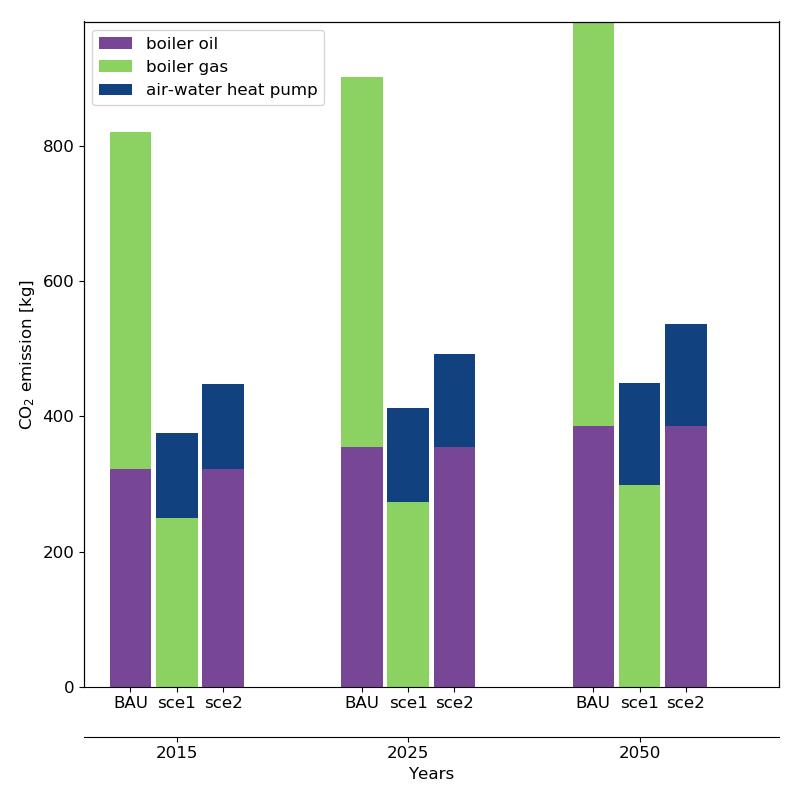 boiler oil
boiler gas
air-water heat pump
800
600
400
200
0
CO₂ emission [kg]
BAU sce1 sce2 BAU sce1 sce2 BAU sce1 sce2
2015 2025 2050
Years